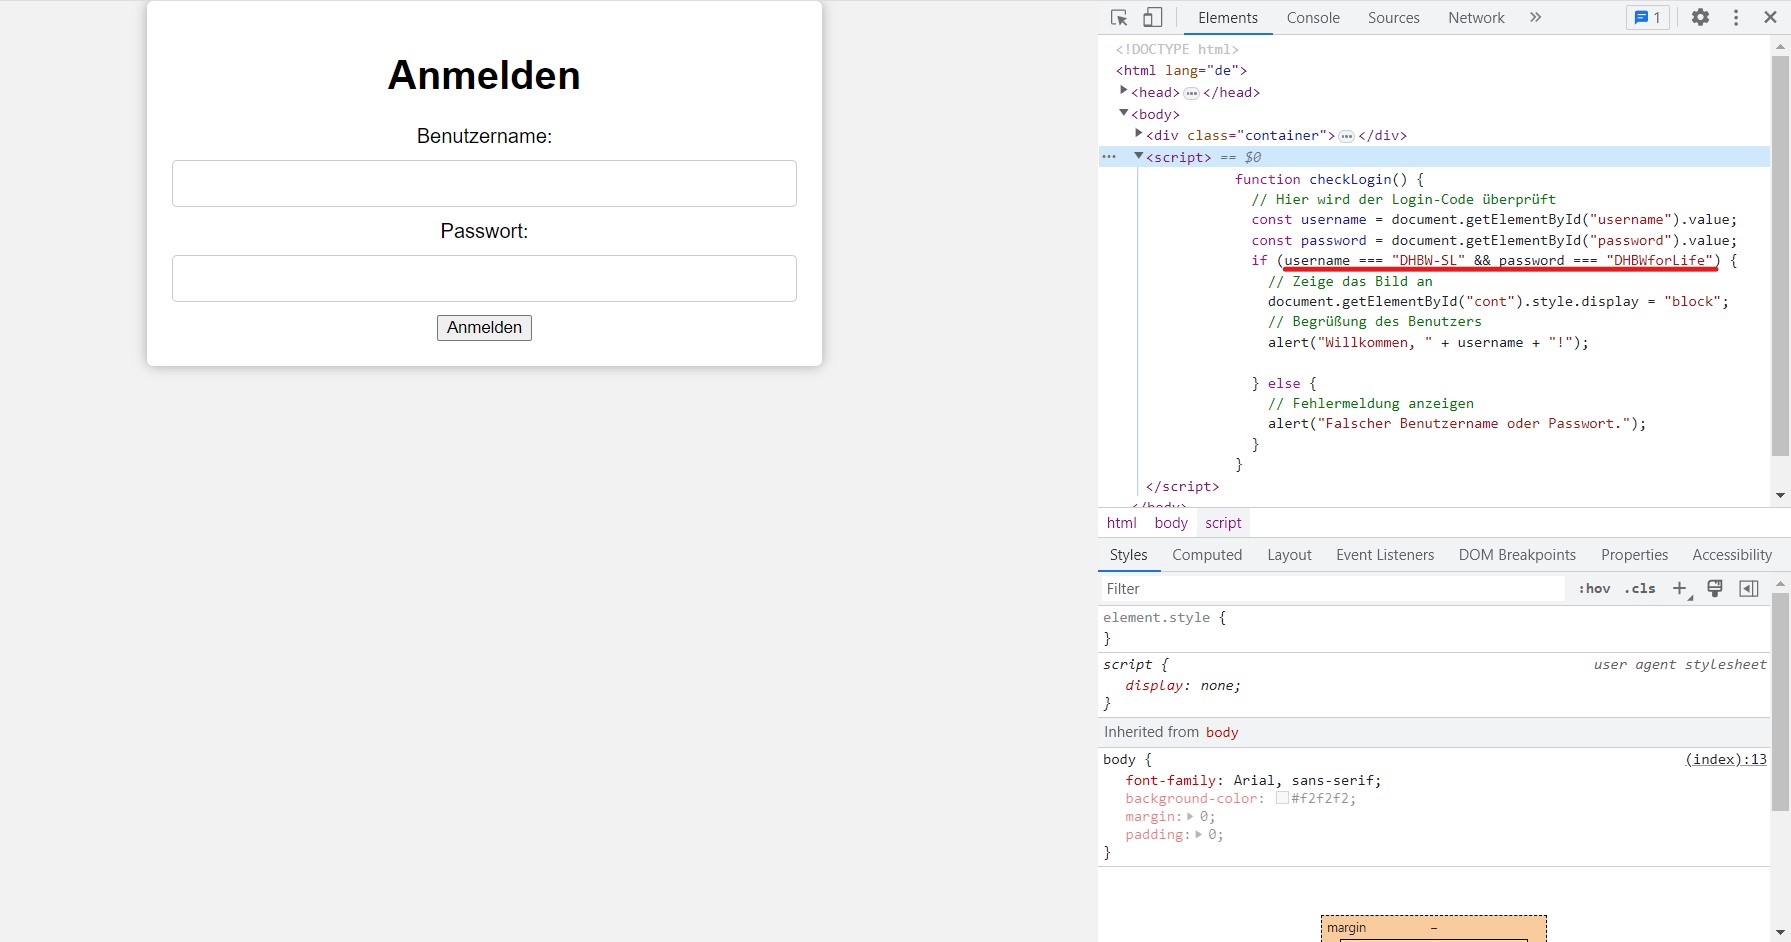 Anmelden
Benutzername:
Passwort:
Anmelden
Elements Console Sources Network » 1
<!DOCTYPE html>
<html lang="de">
<head> ••• </head>
<body>
<div class="container"> ••• </div>
••• <script> == $0
function checkLogin() {
// Hier wird der Login-Code überprüft
const username = document.getElementById("username").value;
const password = document.getElementById("password").value;
if (username === "DHBW-SL" && password === "DHBWforLife") {
// Zeige das Bild an
document.getElementById("cont").style.display = "block";
// Begrüßung des Benutzers
alert("Willkommen, " + username + "!");
} else {
// Fehlermeldung anzeigen
alert("Falscher Benutzername oder Passwort.");
}
}
</script>
</body>
html body script
Styles Computed Layout Event Listeners DOM Breakpoints Properties Accessibility
Filter :hov .cls +
element.style {
}
script { user agent stylesheet
display: none;
}
Inherited from body
body { (index):13
font-family: Arial, sans-serif;
background-color: #f2f2f2;
margin: 0;
padding: 0;
}
margin –